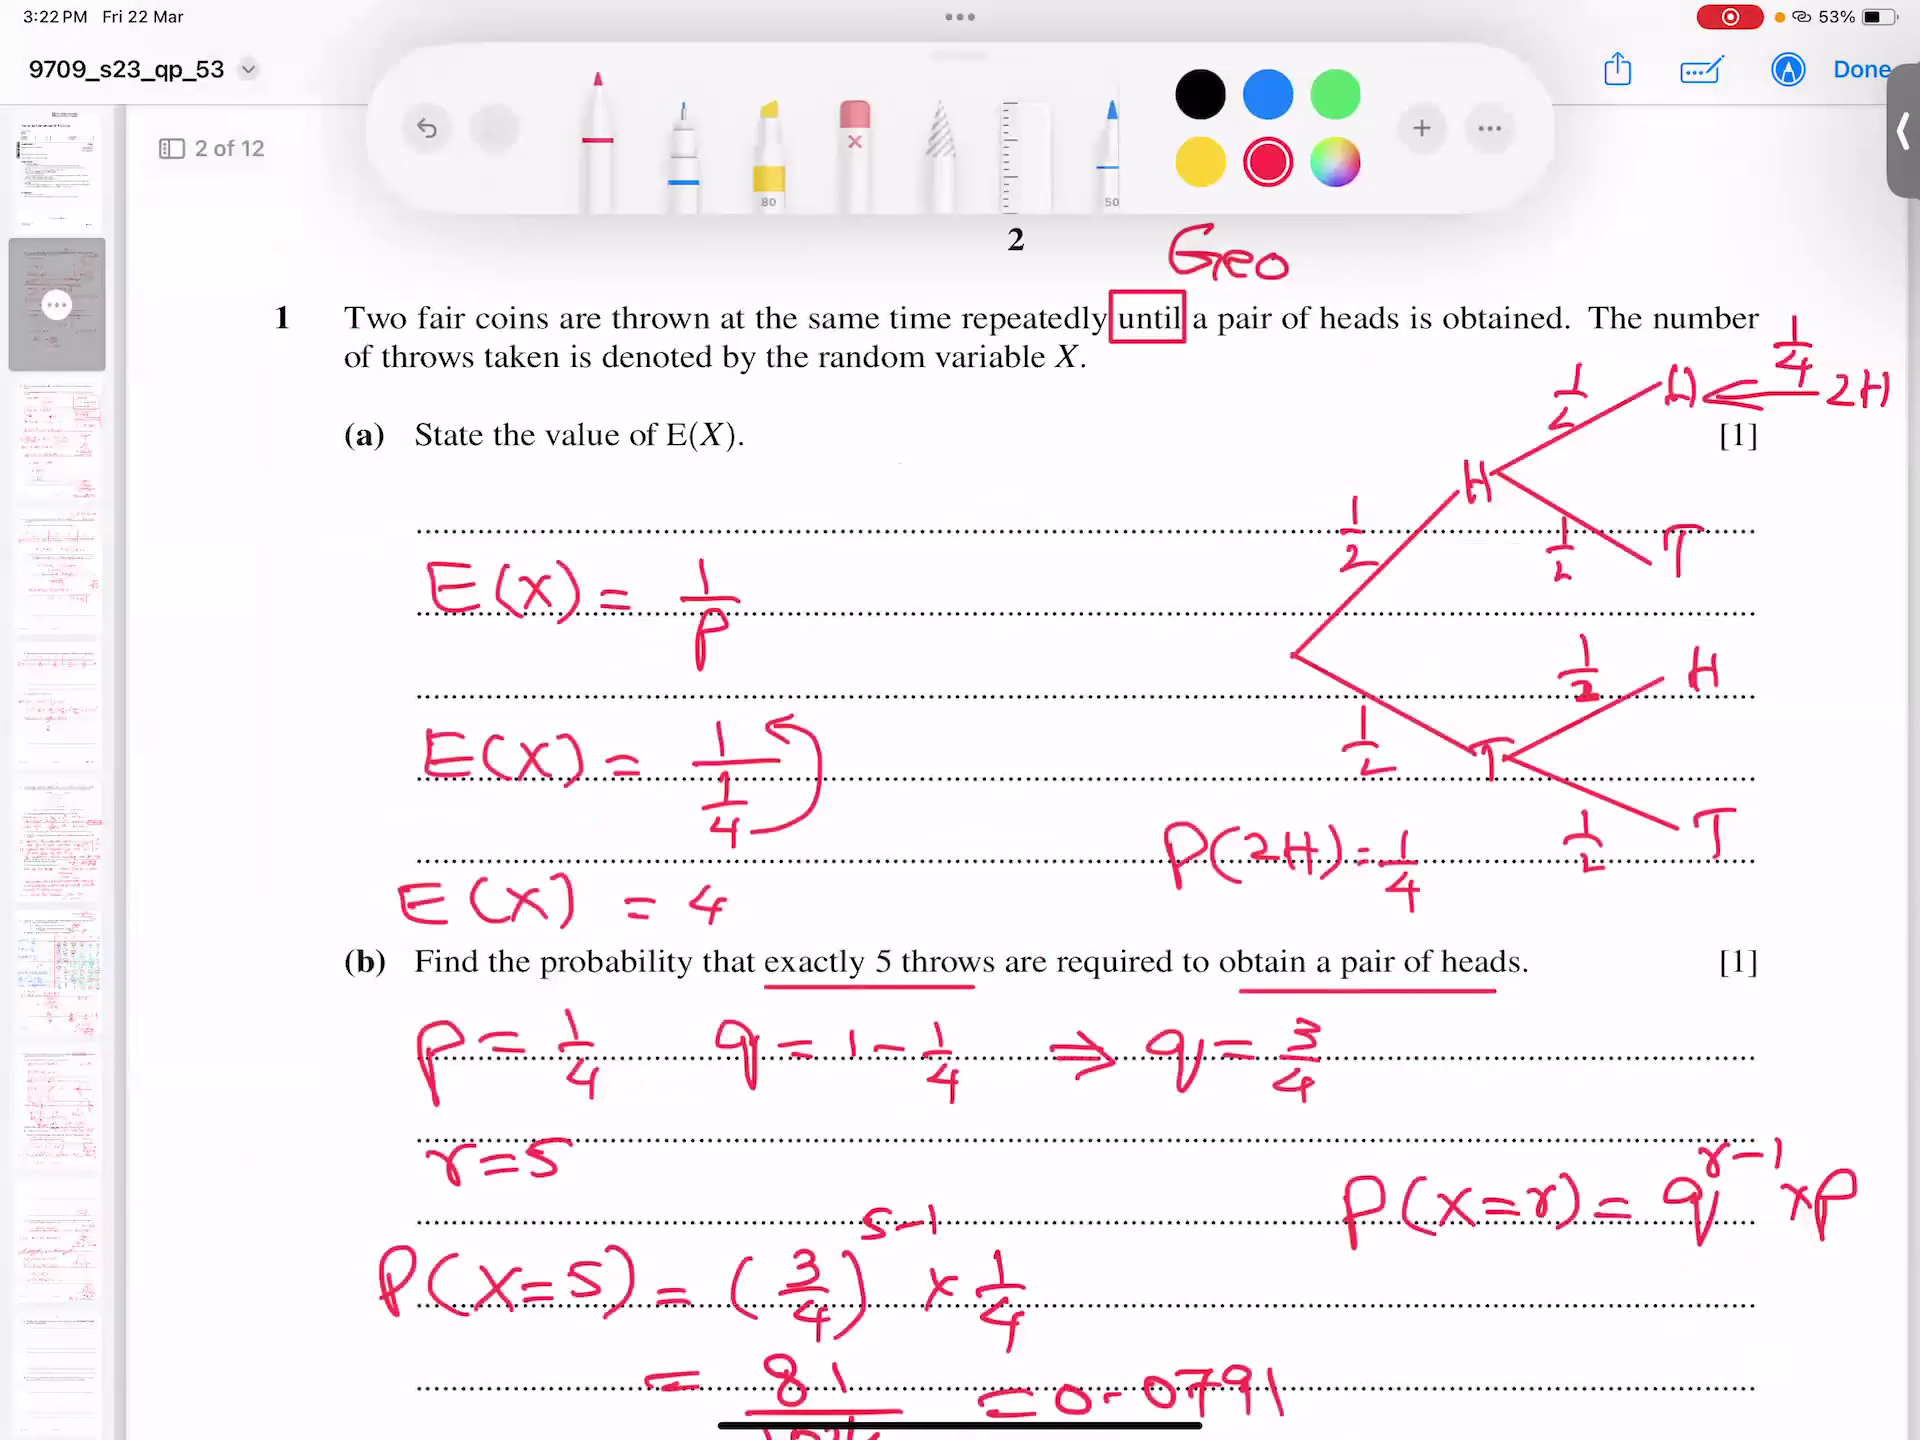 3:22 PM Fri 22 Mar
53%
9709_s23_qp_53
Done
2 of 12
80
50
2
Geo
1 Two fair coins are thrown at the same time repeatedly until a pair of heads is obtained. The number
of throws taken is denoted by the random variable X.
1/4
1/2 H 2H
(a) State the value of E(X). [1]
H
1/2
1/2 T
E(X) = 1/p
1/2 H
E(X) = 1/(1/4)
1/2 T
P(2H) = 1/4
1/2 T
E(X) = 4
(b) Find the probability that exactly 5 throws are required to obtain a pair of heads. [1]
p = 1/4 q = 1 - 1/4 ⇒ q = 3/4
r = 5
P(X=r) = q^(r-1) × p
P(X=5) = (3/4)^(5-1) × 1/4
= 81/ = 0.0791